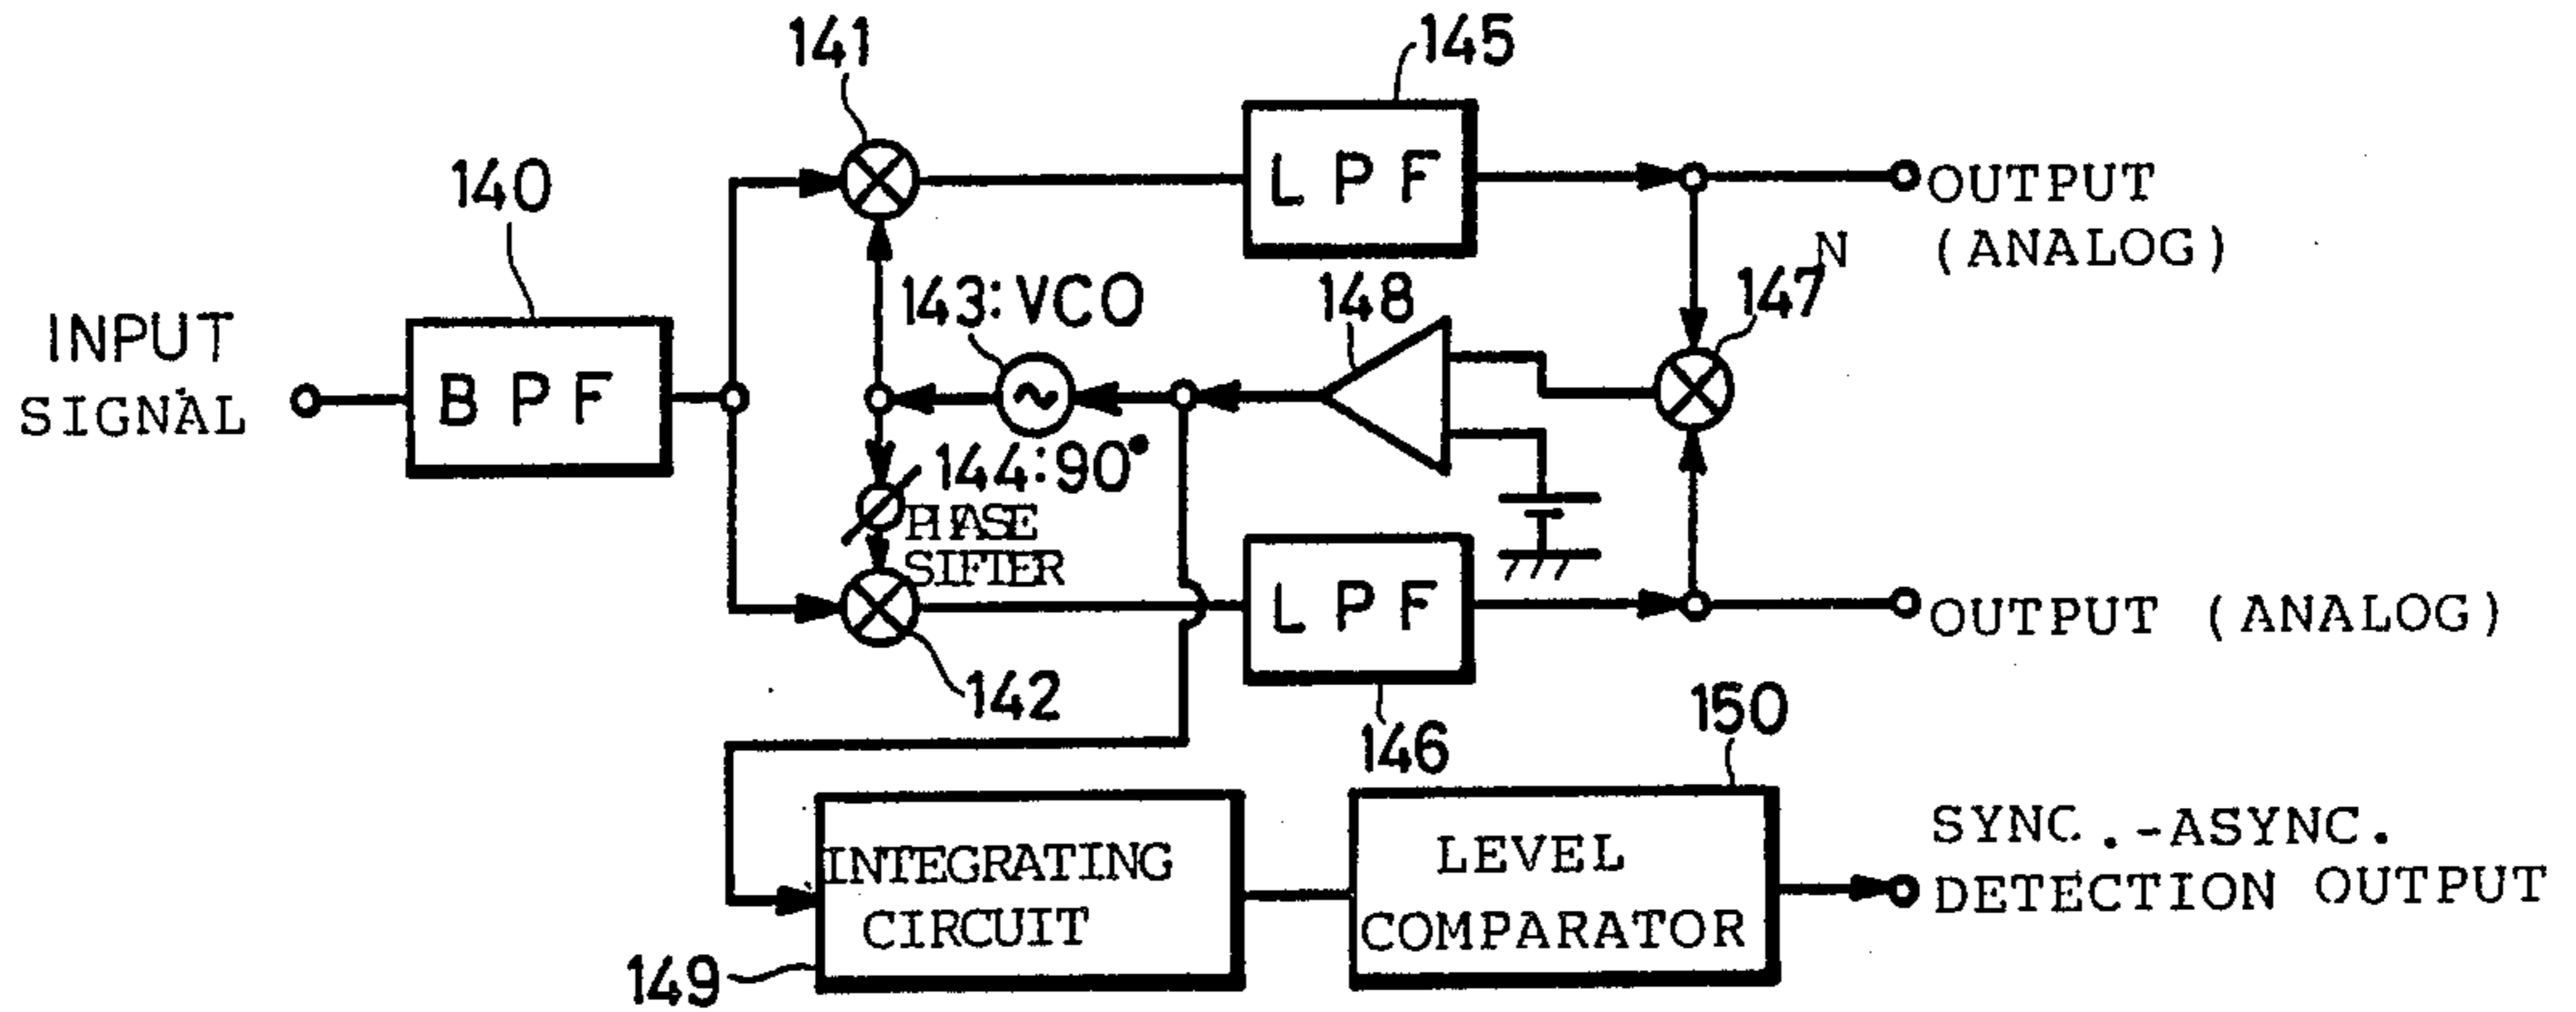 141
145
140
OUTPUT
(ANALOG)
N
147
143:VCO
148
INPUT
SIGNAL
B P F
L P F
144:90°
PHASE
SIFTER
L P F
OUTPUT (ANALOG)
142
146
150
INTEGRATING
CIRCUIT
LEVEL
COMPARATOR
SYNC.-ASYNC.
DETECTION OUTPUT
149